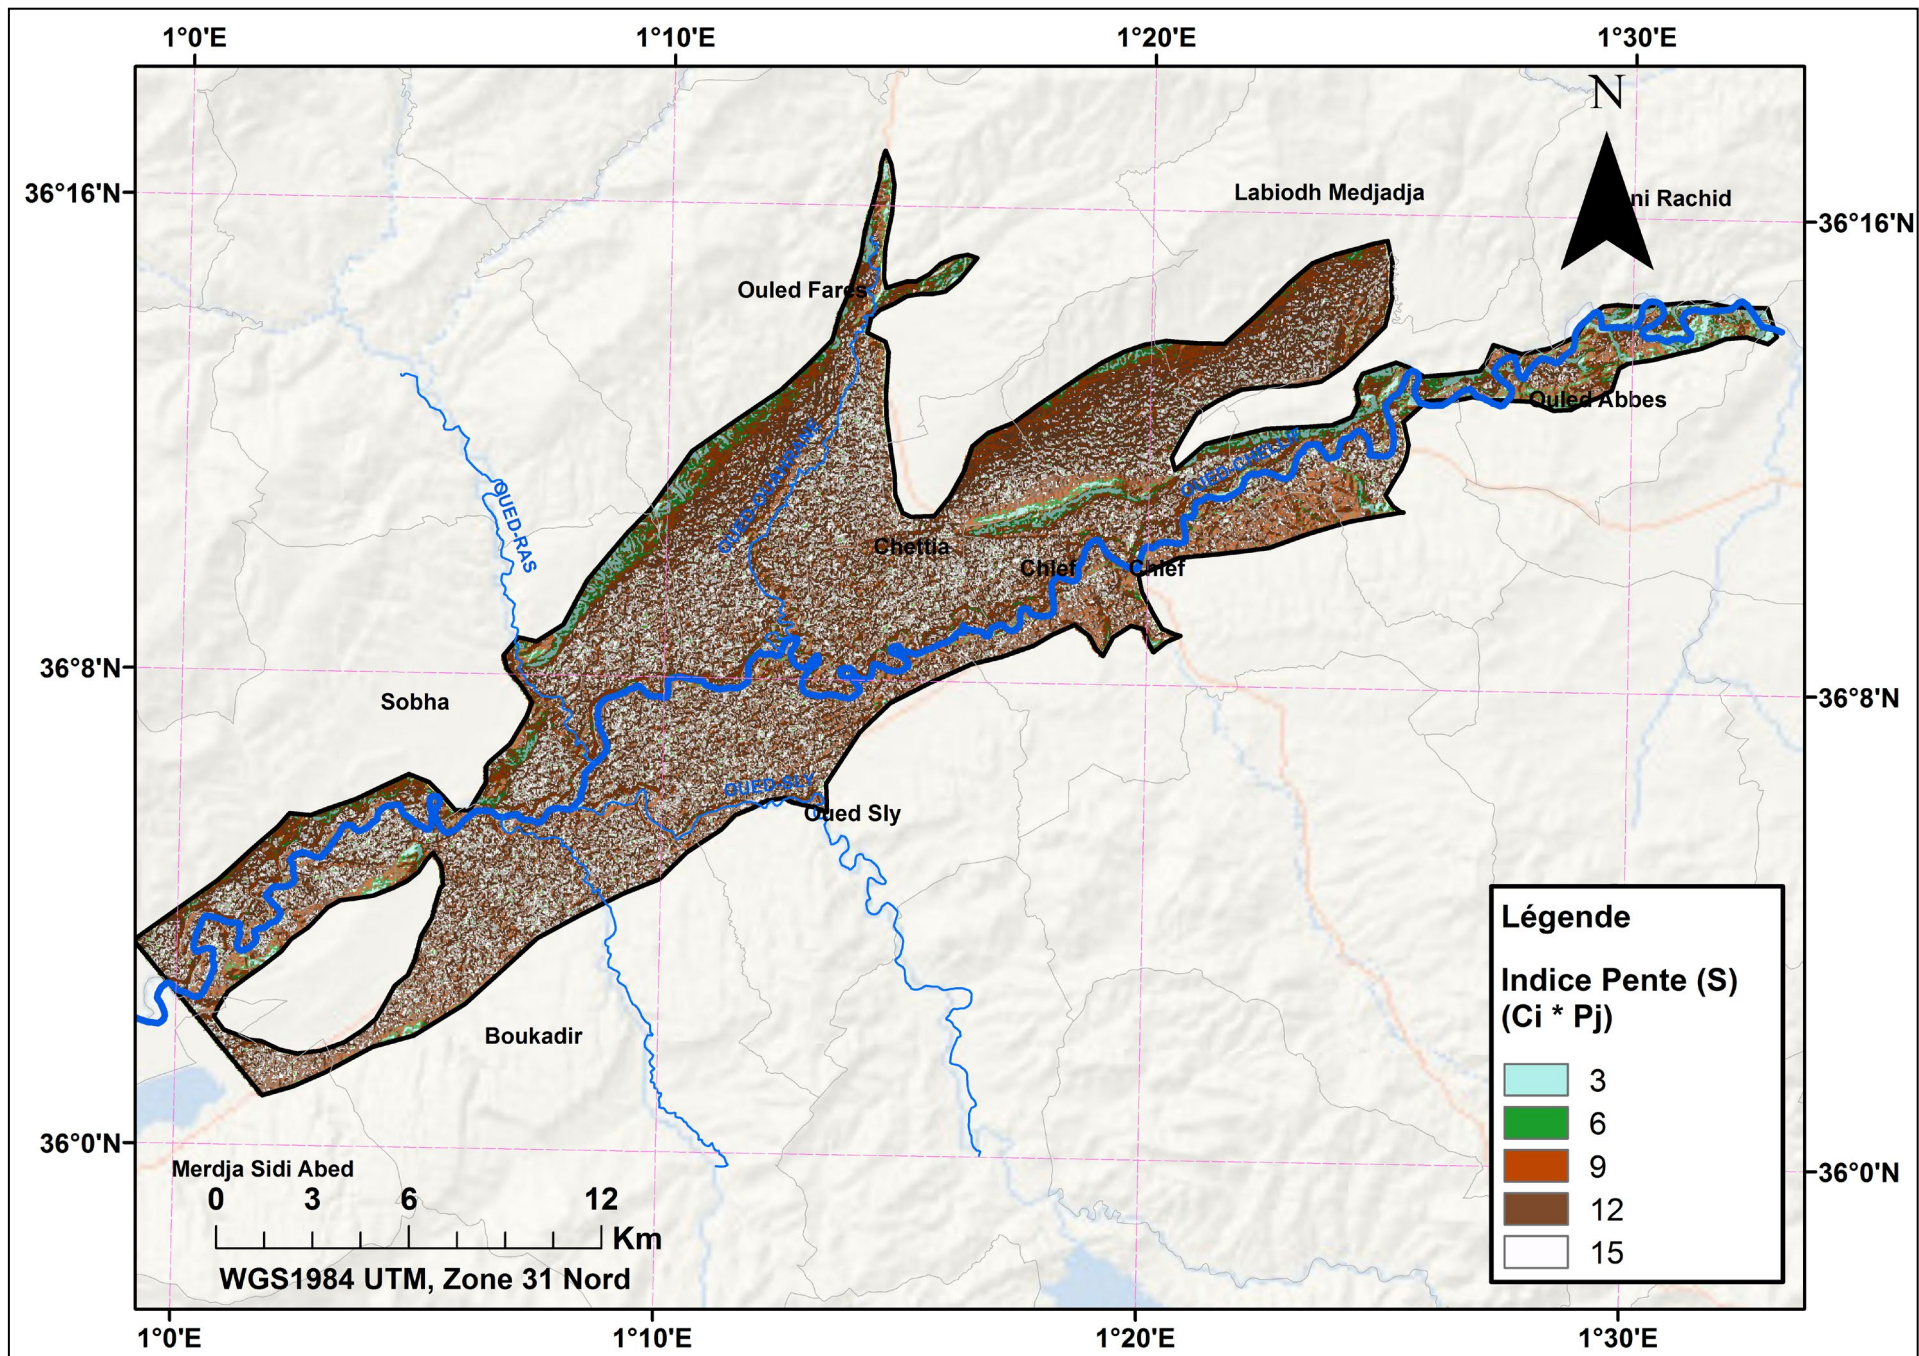 1°0'E 1°10'E 1°20'E 1°30'E
N
36°16'N
Labiodh Medjadja
ni Rachid
36°16'N
Ouled Fares
Ouled Abbes
OUED-OUAHRANE
OUED-CHELLIF
OUED-RAS
Chettia
Chlef
Chlef
36°8'N
Sobha
36°8'N
OUED-SLY
Oued Sly
Légende
Indice Pente (S)
(Ci * Pj)
3
6
9
12
15
Boukadir
36°0'N
36°0'N
Merdja Sidi Abed
0 3 6 12
Km
WGS1984 UTM, Zone 31 Nord
1°0'E 1°10'E 1°20'E 1°30'E